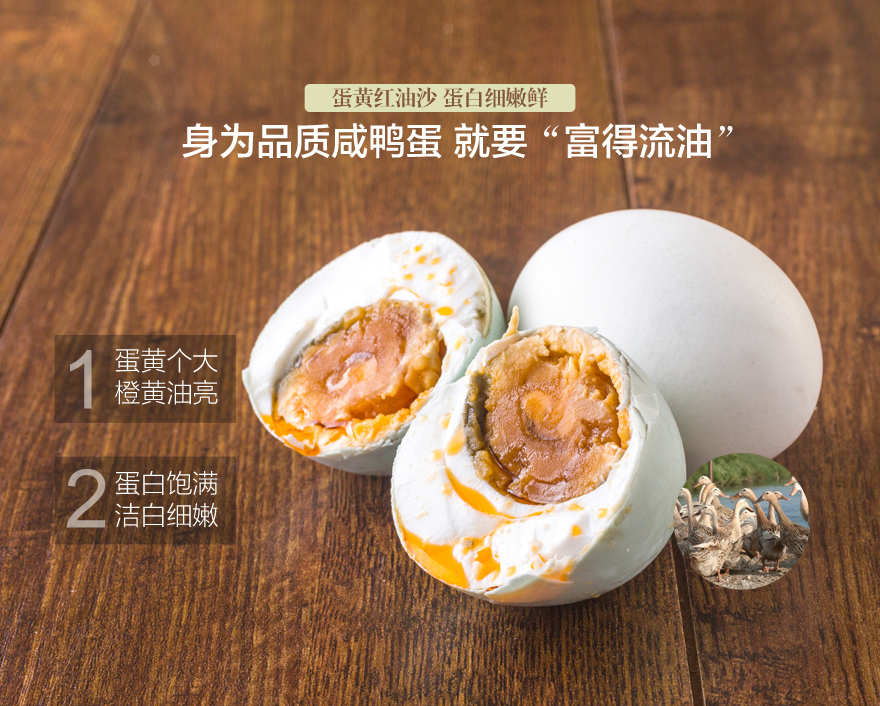 蛋黄红油沙 蛋白细嫩鲜
身为品质咸鸭蛋 就要“富得流油”
1 蛋黄个大
橙黄油亮
2 蛋白饱满
洁白细嫩